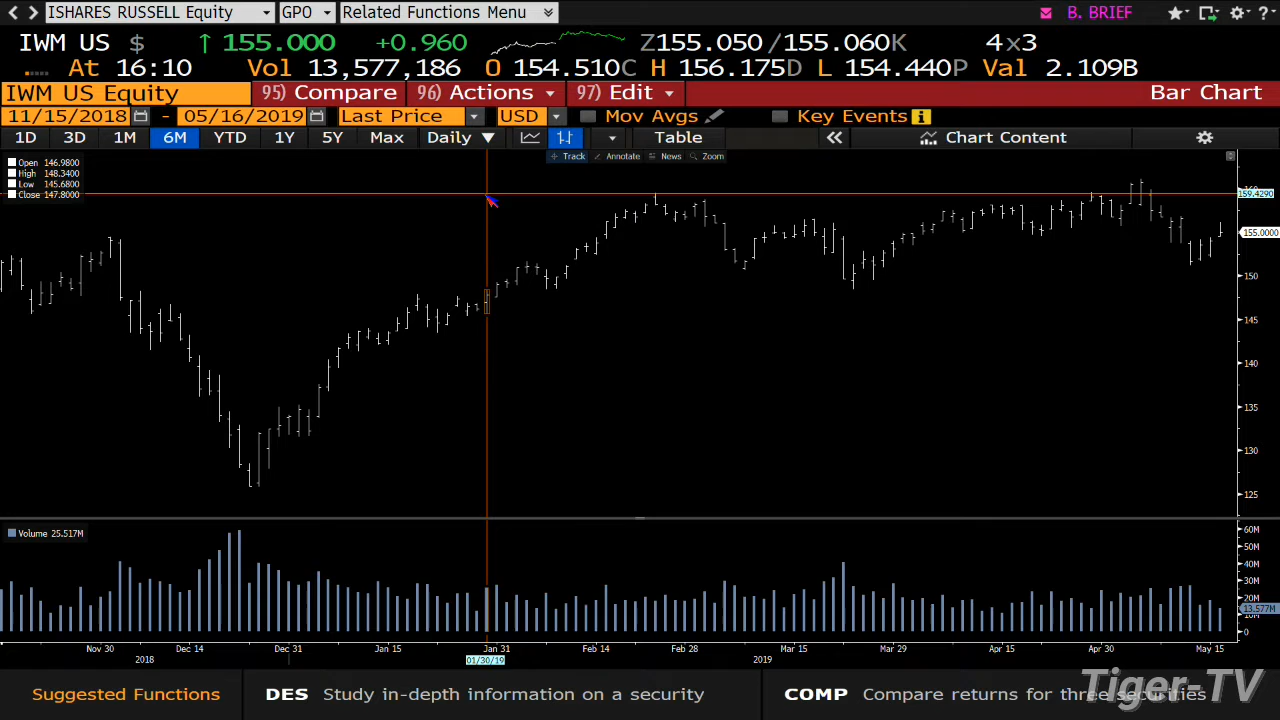 ISHARES RUSSELL Equity GPO Related Functions Menu B. BRIEF ?
IWM US $ ↑ 155.000 +0.960 Z155.050 /155.060K 4x3
At 16:10 Vol 13,577,186 O 154.510C H 156.175D L 154.440P Val 2.109B
IWM US Equity 95) Compare 96) Actions 97) Edit Bar Chart
11/15/2018 - 05/16/2019 Last Price USD Mov Avgs Key Events i
1D 3D 1M 6M YTD 1Y 5Y Max Daily ▼ Table « Chart Content
Track Annotate News Zoom
Open 146.9800
High 148.3400
Low 145.6800
Close 147.8000
160
159.4290
155.0000
150
145
140
135
130
125
Volume 25.517M
60M
50M
40M
30M
20M
13.577M
10M
0
Nov 30 Dec 14 Dec 31 Jan 15 Jan 31 Feb 14 Feb 28 Mar 15 Mar 29 Apr 15 Apr 30 May 15
2018 01/30/19 2019
Suggested Functions DES Study in-depth information on a security COMP Compare returns for three securities
Tiger-TV